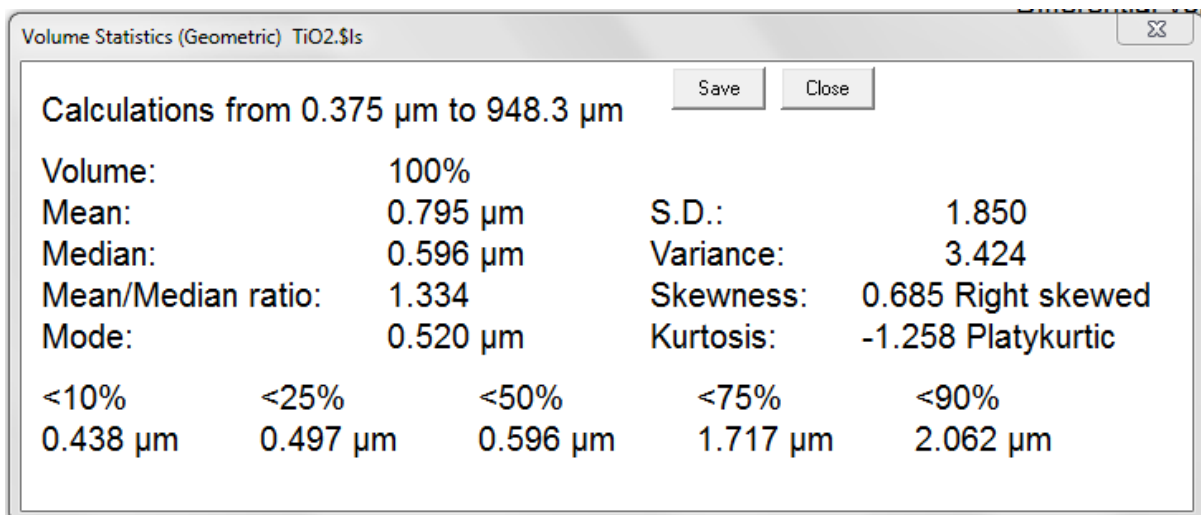 Volume Statistics (Geometric) TiO2.$ls
Save Close
Calculations from 0.375 µm to 948.3 µm
Volume: 100%
Mean: 0.795 µm S.D.: 1.850
Median: 0.596 µm Variance: 3.424
Mean/Median ratio: 1.334 Skewness: 0.685 Right skewed
Mode: 0.520 µm Kurtosis: -1.258 Platykurtic
<10% <25% <50% <75% <90%
0.438 µm 0.497 µm 0.596 µm 1.717 µm 2.062 µm